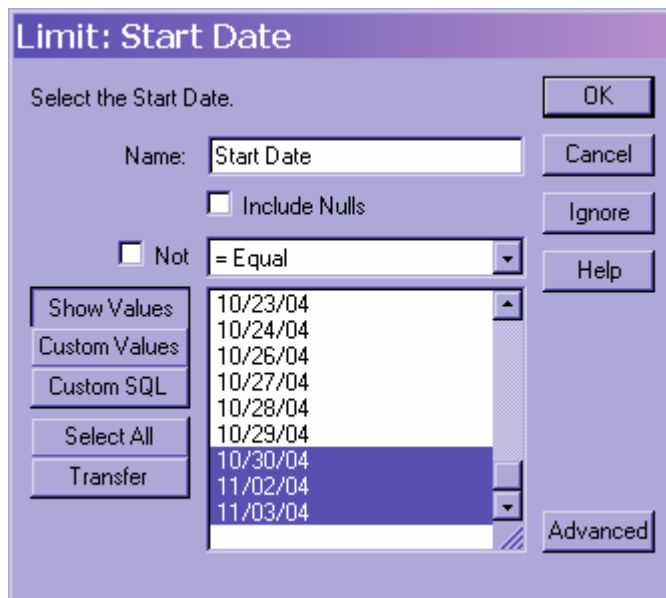 Limit: Start Date
Select the Start Date.
OK
Name:
Start Date
Cancel
Include Nulls
Ignore
Not
= Equal
Help
Show Values
Custom Values
Custom SQL
Select All
Transfer
10/23/04
10/24/04
10/26/04
10/27/04
10/28/04
10/29/04
10/30/04
11/02/04
11/03/04
Advanced